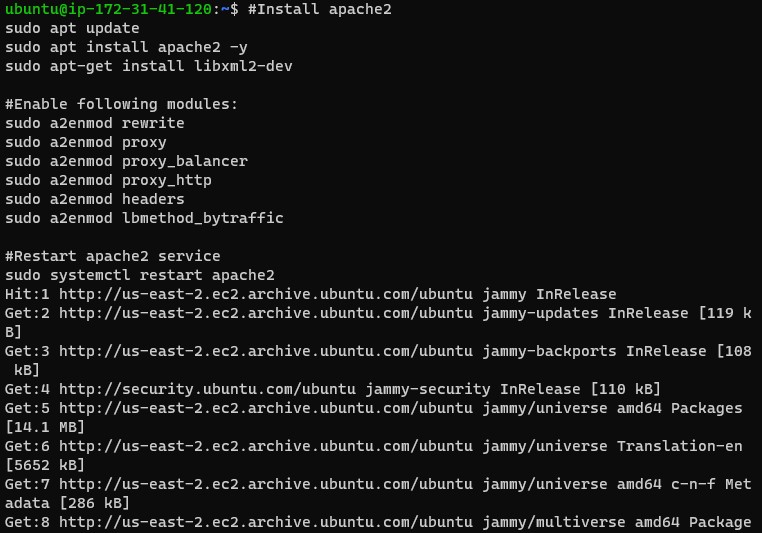 ubuntu@ip-172-31-41-120:~$ #Install apache2
sudo apt update
sudo apt install apache2 -y
sudo apt-get install libxml2-dev
#Enable following modules:
sudo a2enmod rewrite
sudo a2enmod proxy
sudo a2enmod proxy_balancer
sudo a2enmod proxy_http
sudo a2enmod headers
sudo a2enmod lbmethod_bytraffic
#Restart apache2 service
sudo systemctl restart apache2
Hit:1 http://us-east-2.ec2.archive.ubuntu.com/ubuntu jammy InRelease
Get:2 http://us-east-2.ec2.archive.ubuntu.com/ubuntu jammy-updates InRelease [119 k
B]
Get:3 http://us-east-2.ec2.archive.ubuntu.com/ubuntu jammy-backports InRelease [108
 kB]
Get:4 http://security.ubuntu.com/ubuntu jammy-security InRelease [110 kB]
Get:5 http://us-east-2.ec2.archive.ubuntu.com/ubuntu jammy/universe amd64 Packages
[14.1 MB]
Get:6 http://us-east-2.ec2.archive.ubuntu.com/ubuntu jammy/universe Translation-en
[5652 kB]
Get:7 http://us-east-2.ec2.archive.ubuntu.com/ubuntu jammy/universe amd64 c-n-f Met
adata [286 kB]
Get:8 http://us-east-2.ec2.archive.ubuntu.com/ubuntu jammy/multiverse amd64 Package